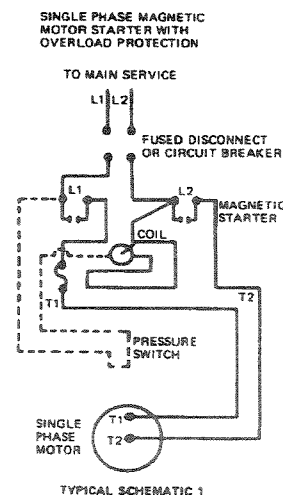 SINGLE PHASE MAGNETIC
MOTOR STARTER WITH
OVERLOAD PROTECTION
TO MAIN SERVICE
L1 L2
FUSED DISCONNECT
OR CIRCUIT BREAKER
L1
L2
MAGNETIC
STARTER
COIL
T1
T2
PRESSURE
SWITCH
SINGLE
PHASE
MOTOR
T1
T2
TYPICAL SCHEMATIC 1